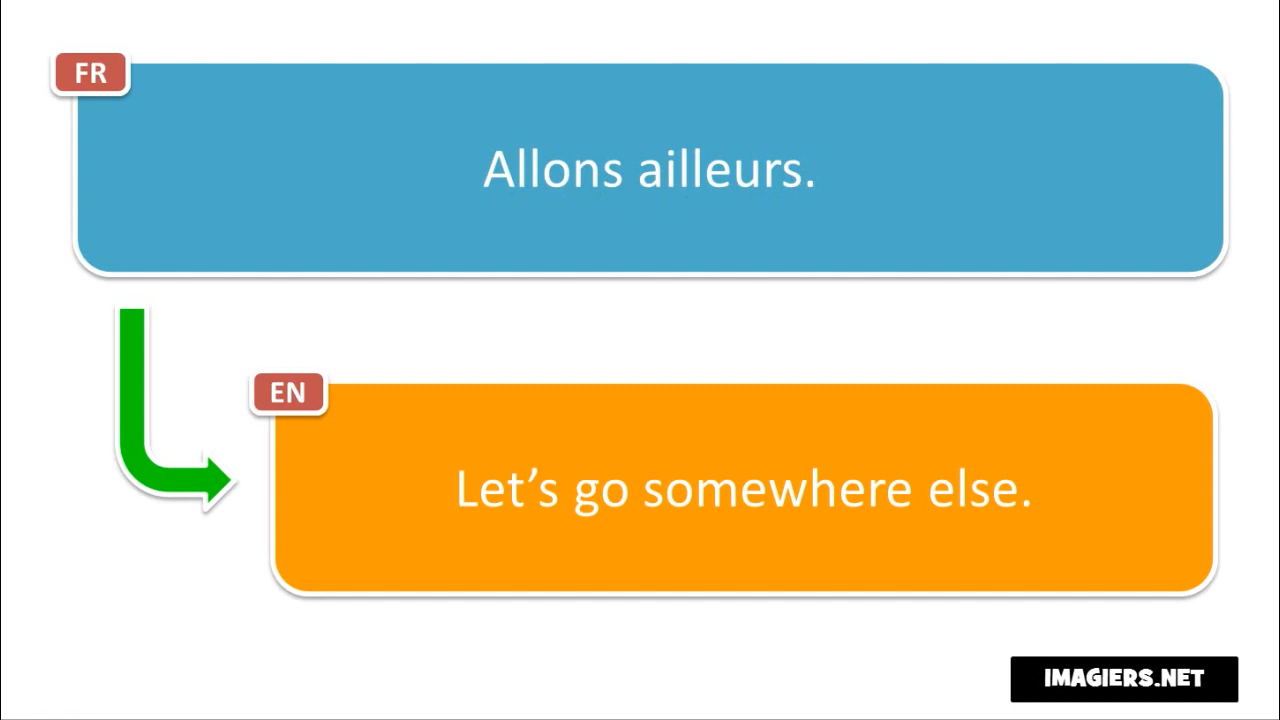 FR
Allons ailleurs.
EN
Let’s go somewhere else.
IMAGIERS.NET